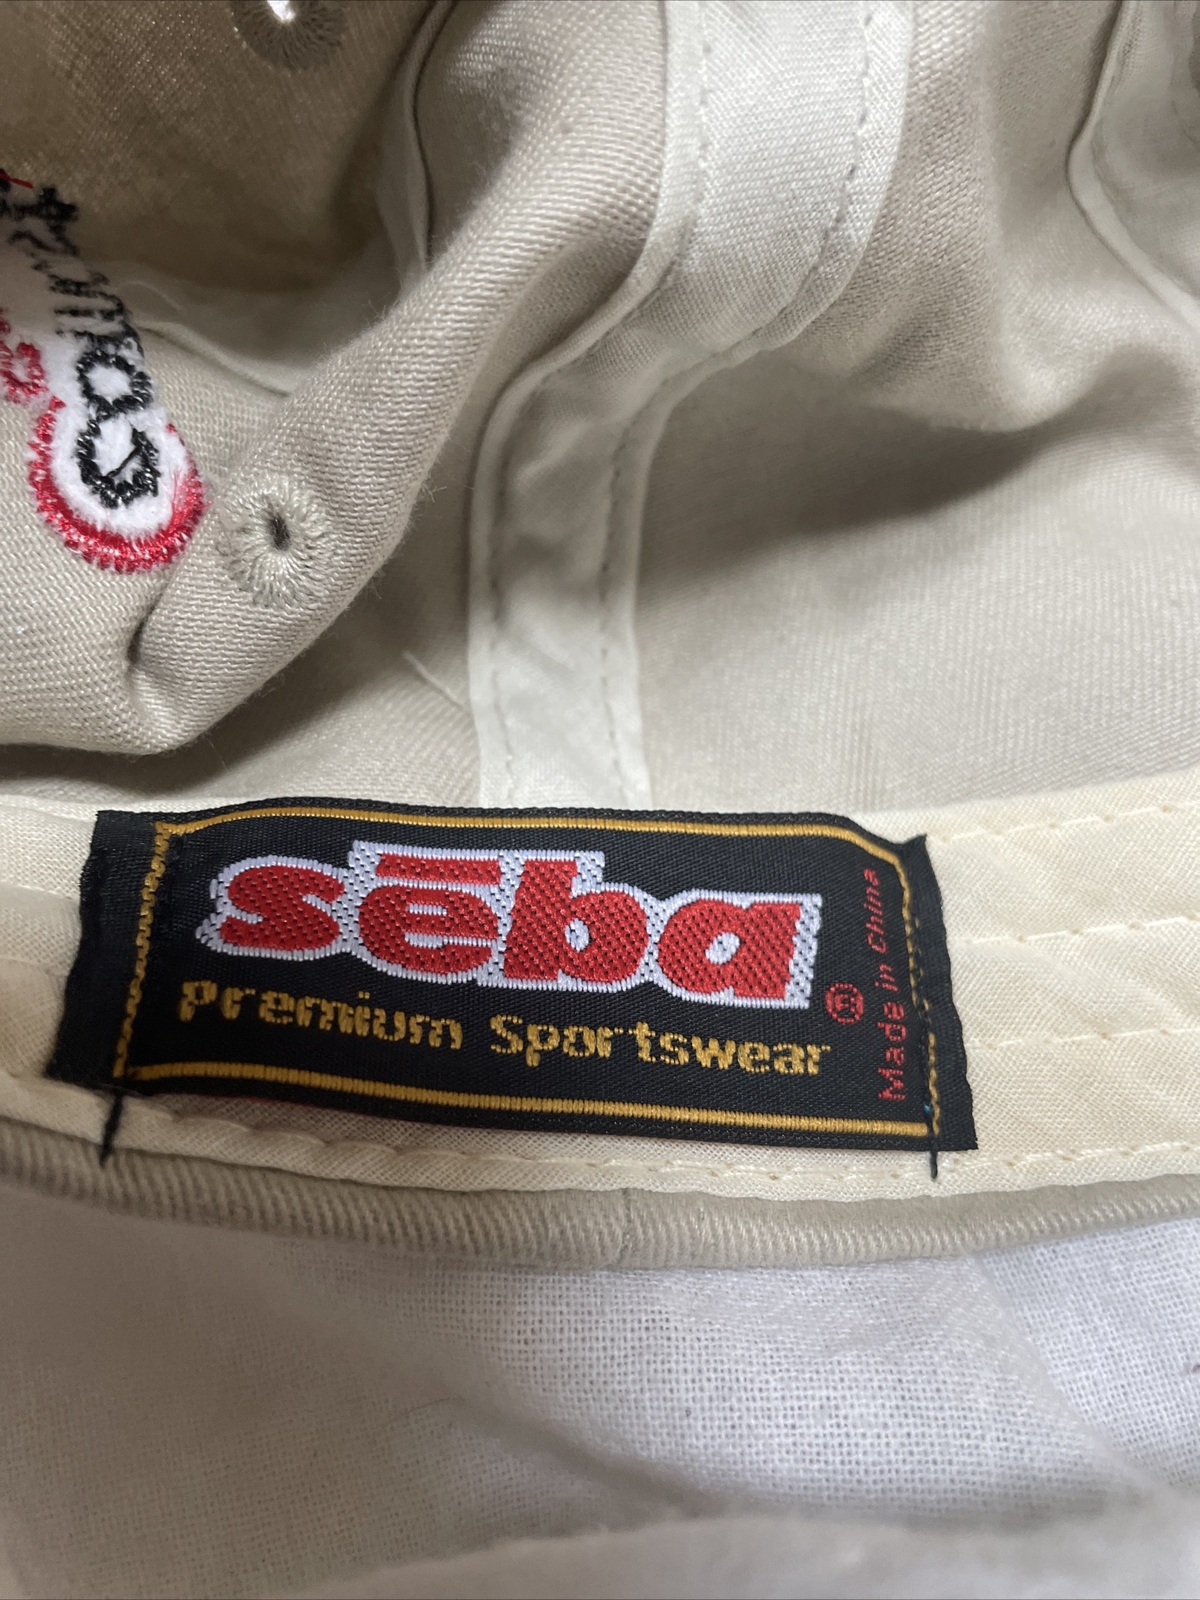 sēba
Premium Sportswear
®
Made in China